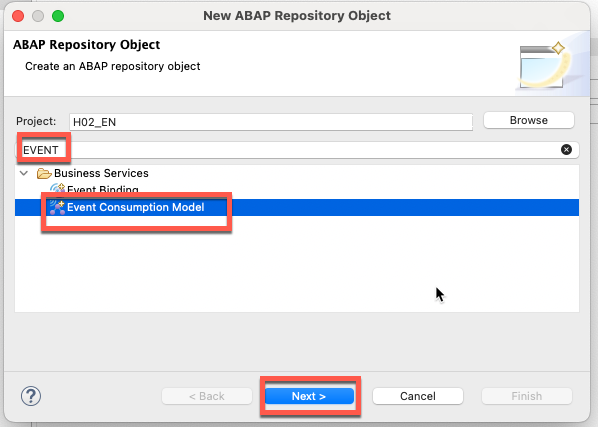 New ABAP Repository Object
ABAP Repository Object
Create an ABAP repository object
Project: H02_EN Browse
EVENT
Business Services
Event Binding
Event Consumption Model
? < Back Next > Cancel Finish